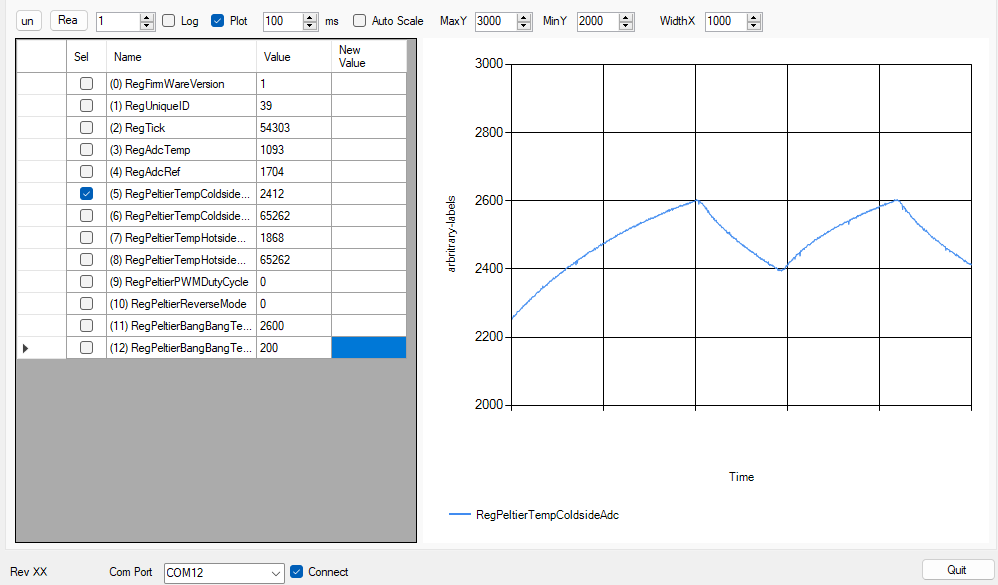 un Rea 1 Log Plot 100 ms Auto Scale MaxY 3000 MinY 2000 WidthX 1000
Sel Name Value New Value
(0) RegFirmWareVersion 1
(1) RegUniqueID 39
(2) RegTick 54303
(3) RegAdcTemp 1093
(4) RegAdcRef 1704
(5) RegPeltierTempColdside... 2412
(6) RegPeltierTempColdside... 65262
(7) RegPeltierTempHotside... 1868
(8) RegPeltierTempHotside... 65262
(9) RegPeltierPWMDutyCycle 0
(10) RegPeltierReverseMode 0
(11) RegPeltierBangBangTe... 2600
(12) RegPeltierBangBangTe... 200
3000
2800
2600
2400
2200
2000
arbritrary-labels
Time
RegPeltierTempColdsideAdc
Rev XX Com Port COM12 Connect Quit